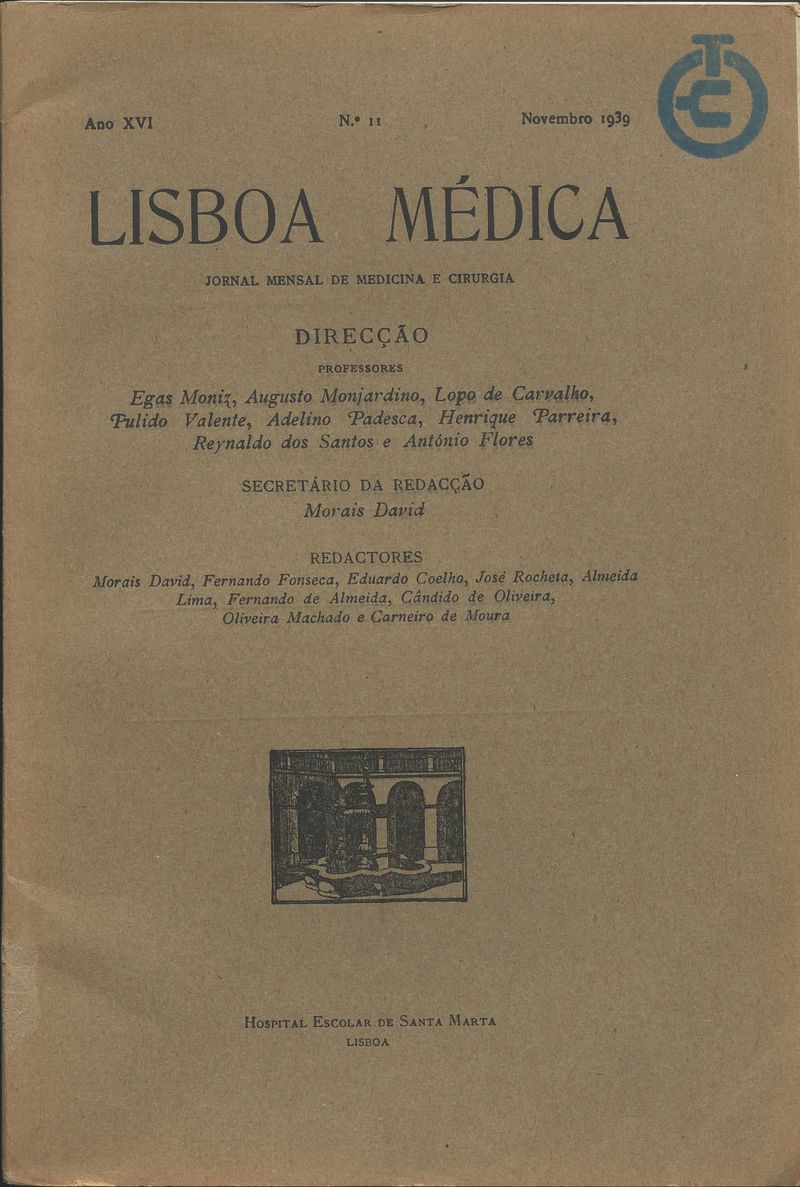 Ano XVI N.º 11 Novembro 1939
TC
LISBOA MÉDICA
JORNAL MENSAL DE MEDICINA E CIRURGIA
DIRECÇÃO
PROFESSORES
Egas Moniz, Augusto Monjardino, Lopo de Carvalho,
Pulido Valente, Adelino Padesca, Henrique Parreira,
Reynaldo dos Santos e António Flores
SECRETÁRIO DA REDACÇÃO
Morais David
REDACTORES
Morais David, Fernando Fonseca, Eduardo Coelho, José Rocheta, Almeida
Lima, Fernando de Almeida, Cândido de Oliveira,
Oliveira Machado e Carneiro de Moura
HOSPITAL ESCOLAR DE SANTA MARTA
LISBOA